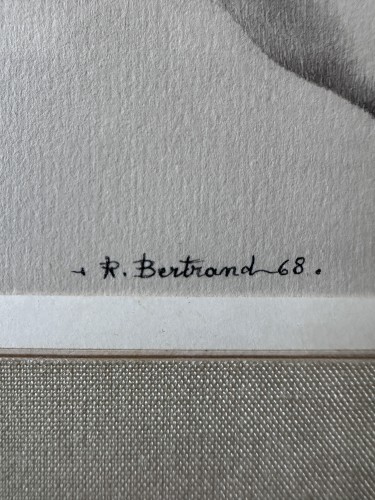 . R. Bertrand 68.